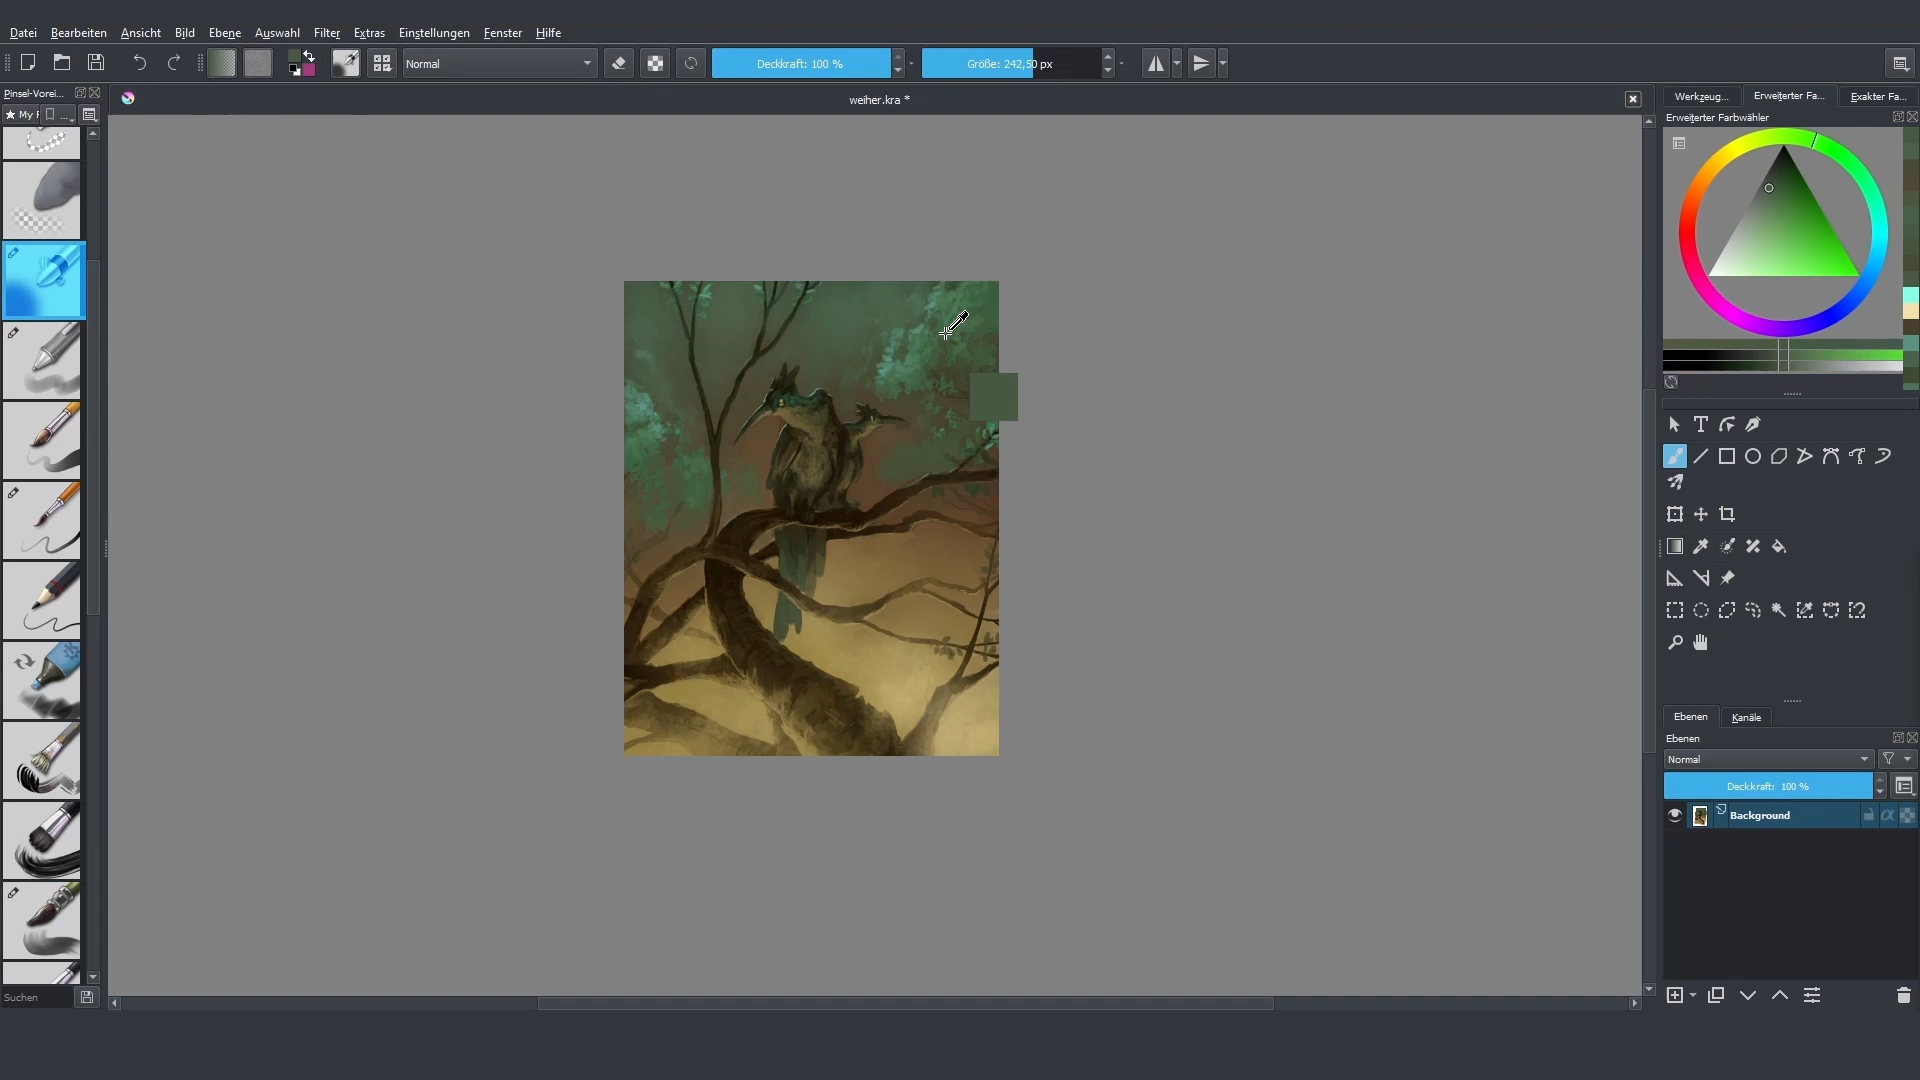 Datei Bearbeiten Ansicht Bild Ebene Auswahl Filter Extras Einstellungen Fenster Hilfe
Normal
Deckkraft: 100 %
Größe: 242,50 px
Pinsel-Vorei...
My
...
weiher.kra *
Werkzeug...
Erweiterter Fa...
Exakter Fa...
Erweiterter Farbwähler
Ebenen
Kanäle
Ebenen
Normal
Deckkraft: 100 %
Background
Suchen